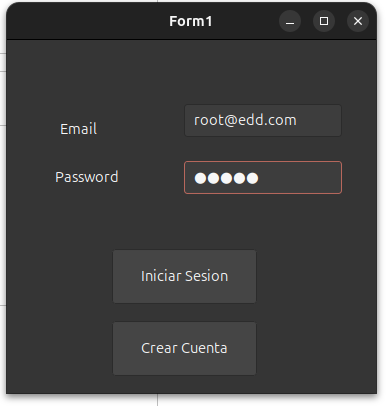 Form1
Email
root@edd.com
Password
●●●●●
Iniciar Sesion
Crear Cuenta